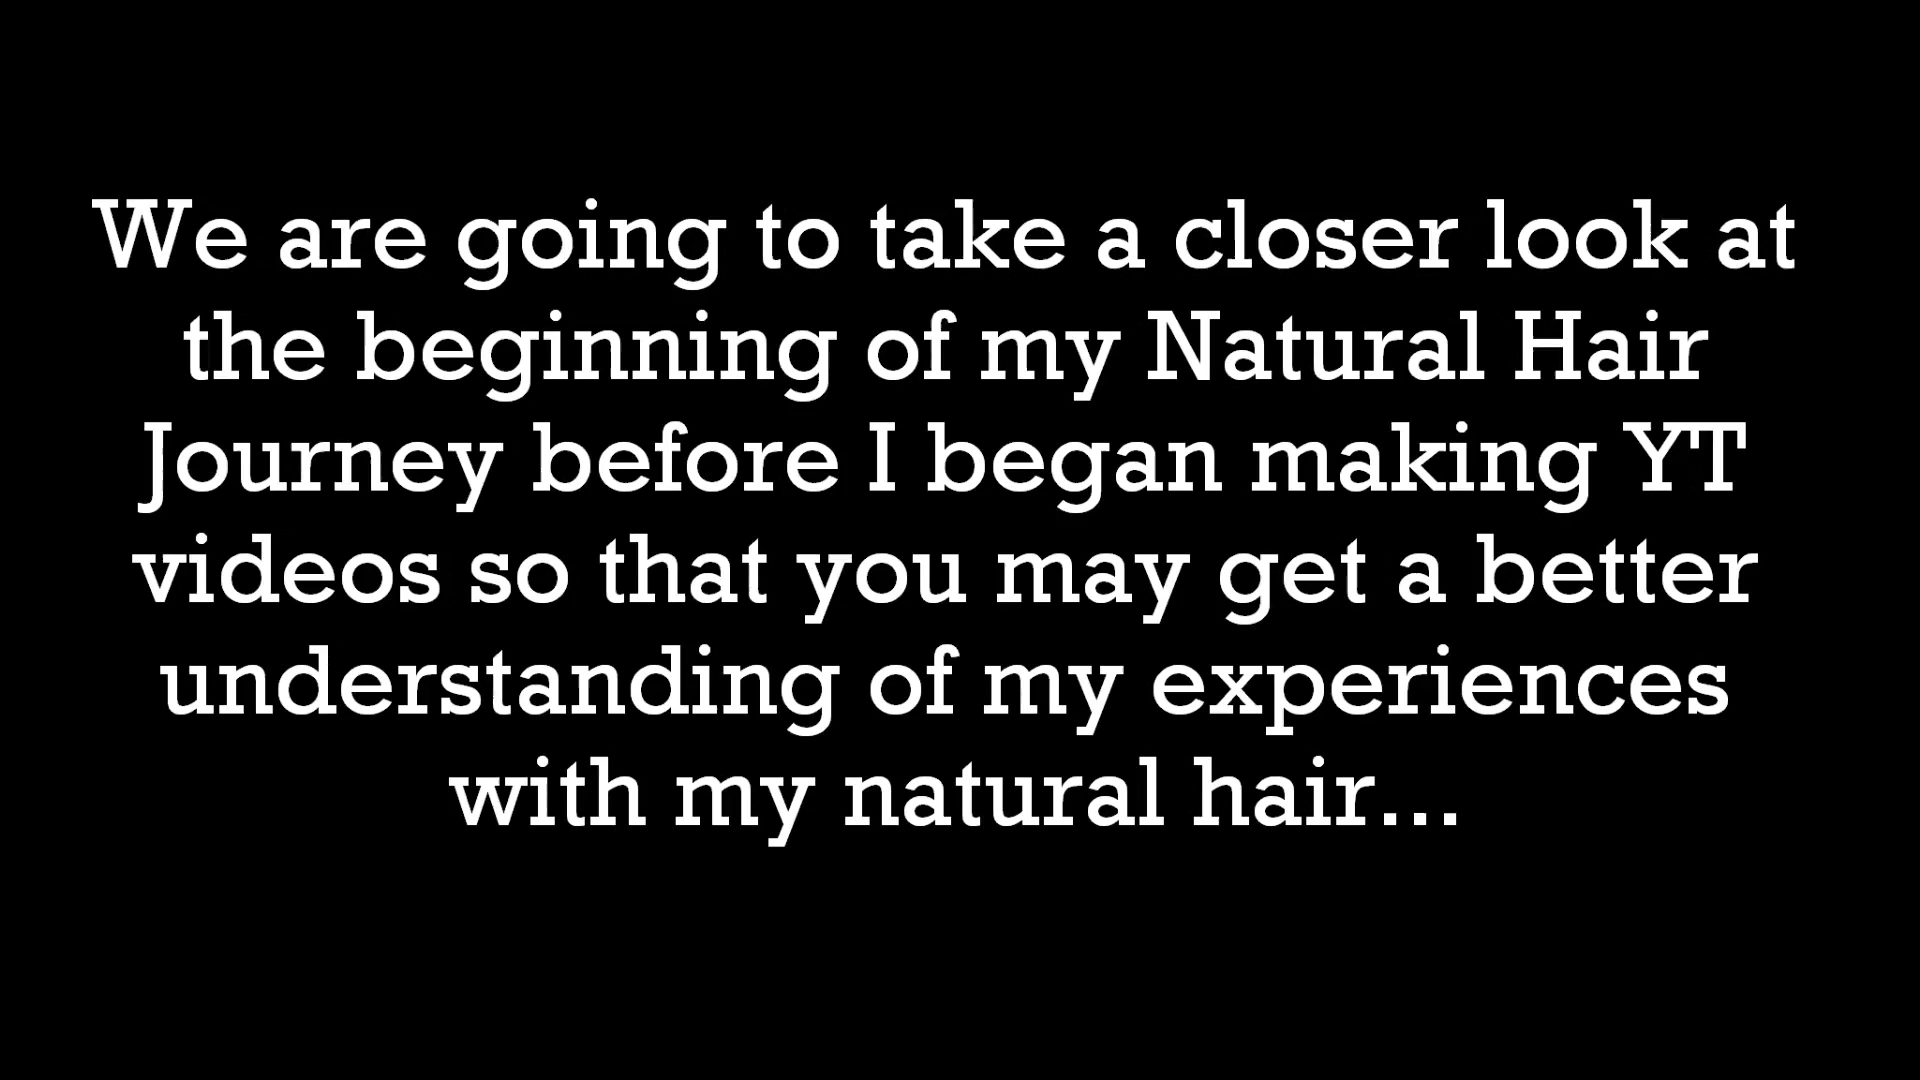 We are going to take a closer look at
the beginning of my Natural Hair
Journey before I began making YT
videos so that you may get a better
understanding of my experiences
with my natural hair...